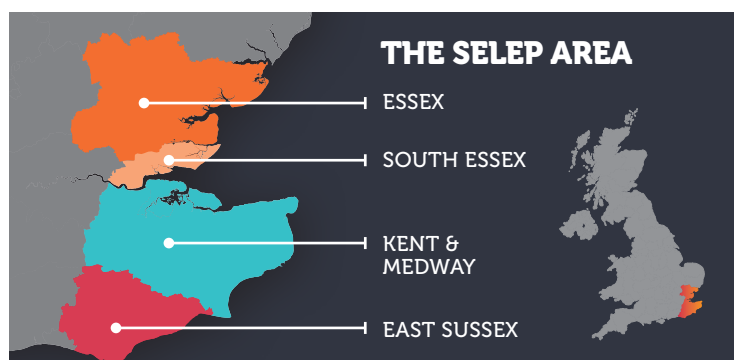 THE SELEP AREA
ESSEX
SOUTH ESSEX
KENT &
MEDWAY
EAST SUSSEX